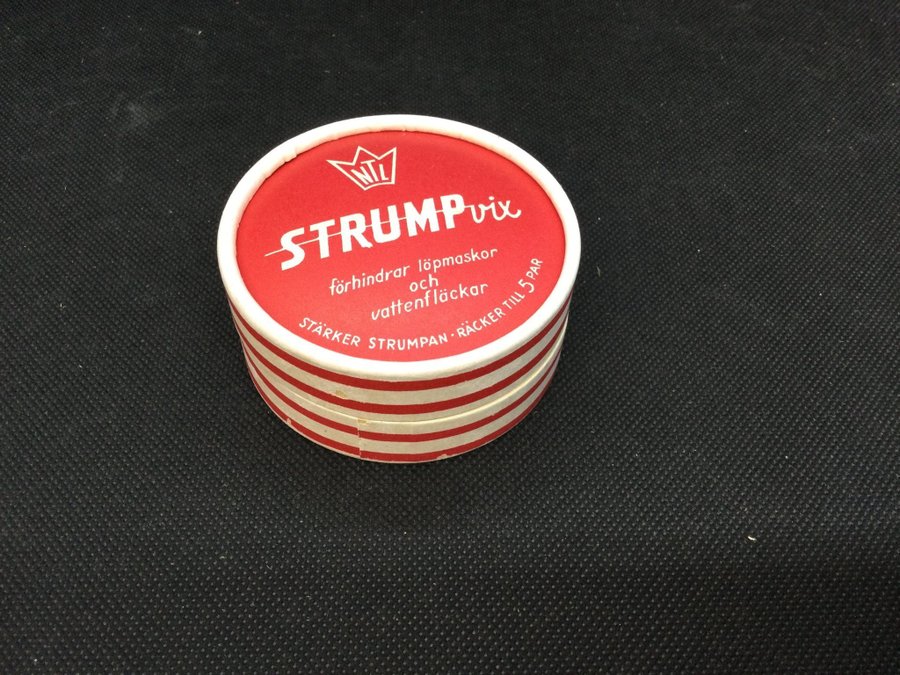 NTL
STRUMPvix
förhindrar löpmaskor
och
vattenfläckar
STÄRKER STRUMPAN · RÄCKER TILL 5 PAR